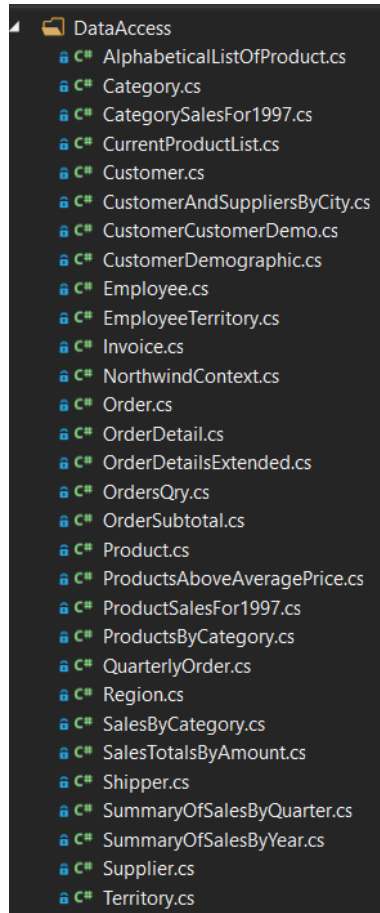 DataAccess
C# AlphabeticalListOfProduct.cs
C# Category.cs
C# CategorySalesFor1997.cs
C# CurrentProductList.cs
C# Customer.cs
C# CustomerAndSuppliersByCity.cs
C# CustomerCustomerDemo.cs
C# CustomerDemographic.cs
C# Employee.cs
C# EmployeeTerritory.cs
C# Invoice.cs
C# NorthwindContext.cs
C# Order.cs
C# OrderDetail.cs
C# OrderDetailsExtended.cs
C# OrdersQry.cs
C# OrderSubtotal.cs
C# Product.cs
C# ProductsAboveAveragePrice.cs
C# ProductSalesFor1997.cs
C# ProductsByCategory.cs
C# QuarterlyOrder.cs
C# Region.cs
C# SalesByCategory.cs
C# SalesTotalsByAmount.cs
C# Shipper.cs
C# SummaryOfSalesByQuarter.cs
C# SummaryOfSalesByYear.cs
C# Supplier.cs
C# Territory.cs